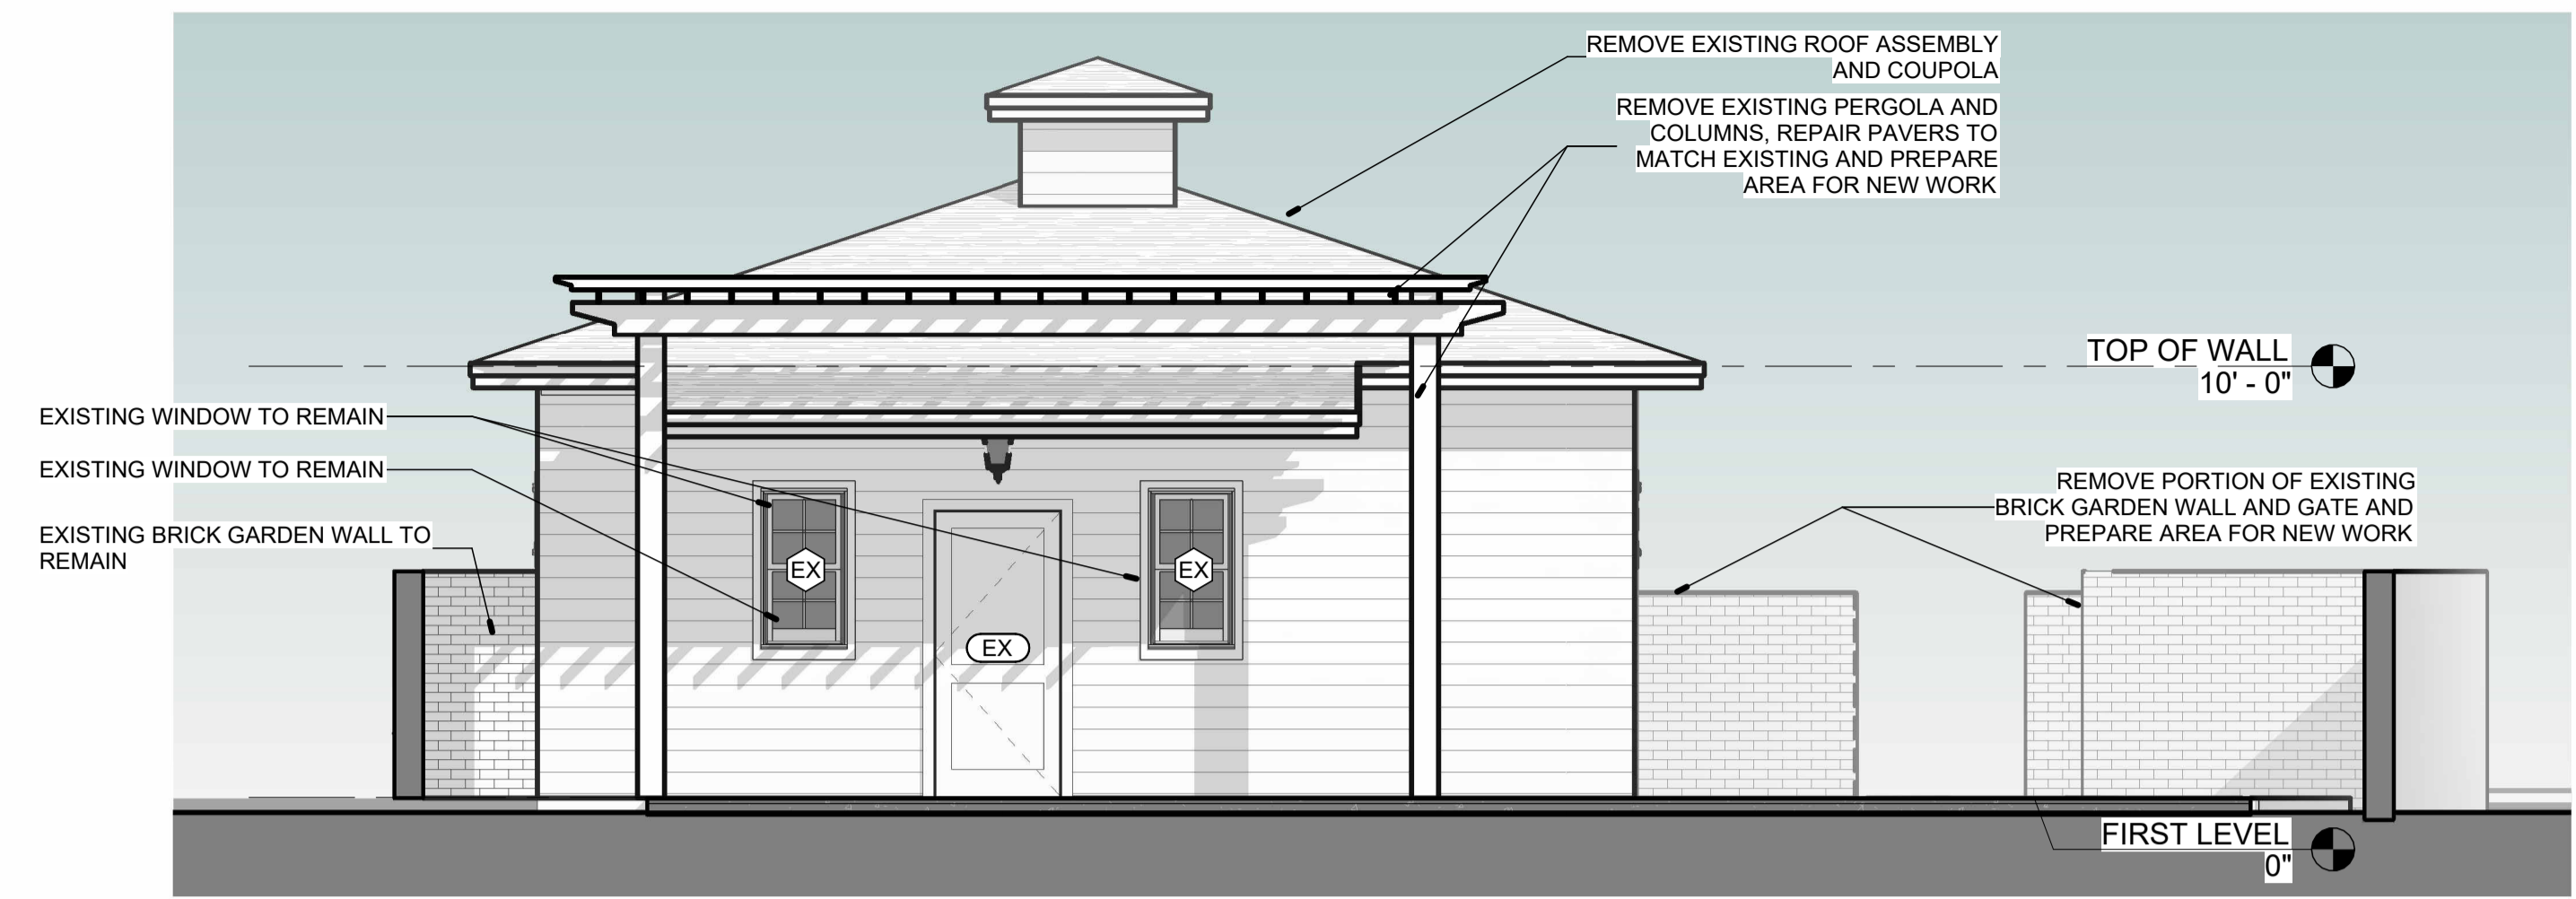 REMOVE EXISTING ROOF ASSEMBLY
AND COUPOLA
REMOVE EXISTING PERGOLA AND
COLUMNS, REPAIR PAVERS TO
MATCH EXISTING AND PREPARE
AREA FOR NEW WORK
TOP OF WALL
10' - 0"
EXISTING WINDOW TO REMAIN
EXISTING WINDOW TO REMAIN
EXISTING BRICK GARDEN WALL TO
REMAIN
REMOVE PORTION OF EXISTING
BRICK GARDEN WALL AND GATE AND
PREPARE AREA FOR NEW WORK
EX
EX
EX
FIRST LEVEL
0"